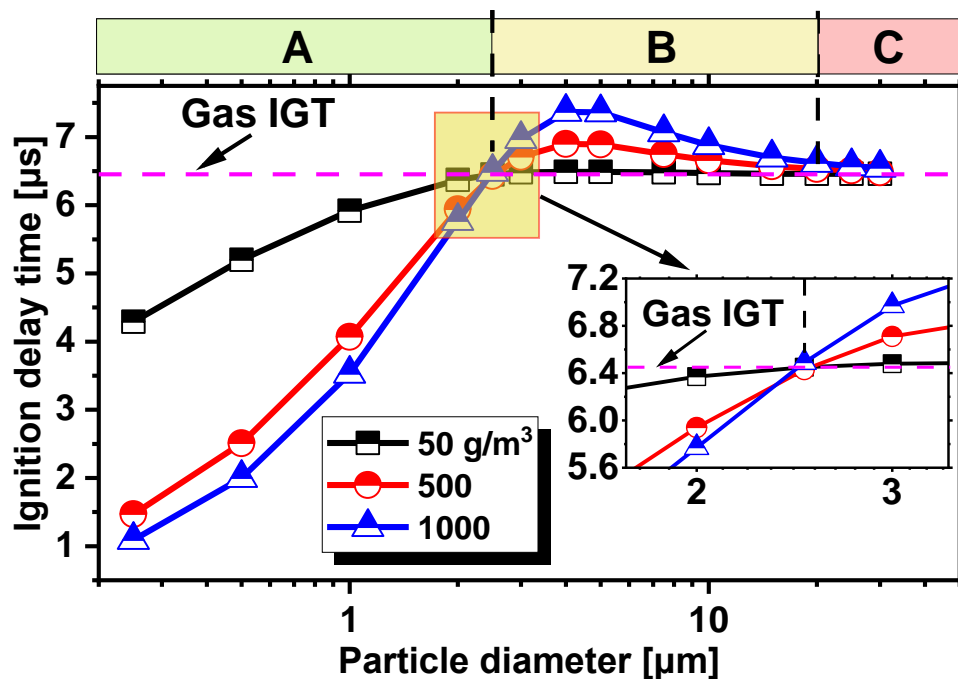 A B C
Gas IGT
Ignition delay time [µs]
7
6
5
4
3
2
1
50 g/m³
500
1000
Gas IGT
7.2
6.8
6.4
6.0
5.6
2 3
1 10
Particle diameter [µm]